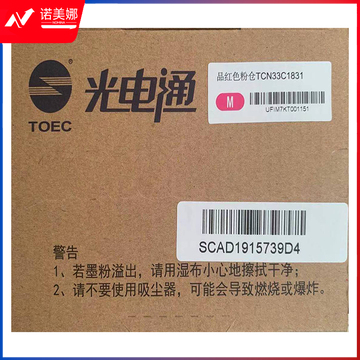 诺美娜
TOEC
光电通
品红色粉仓TCN33C1831
M
UFIM7KT001151
SCAD1915739D4
警告
1、若墨粉溢出，请用湿布小心地擦拭干净；
2、请不要使用吸尘器，可能会导致燃烧或爆炸。